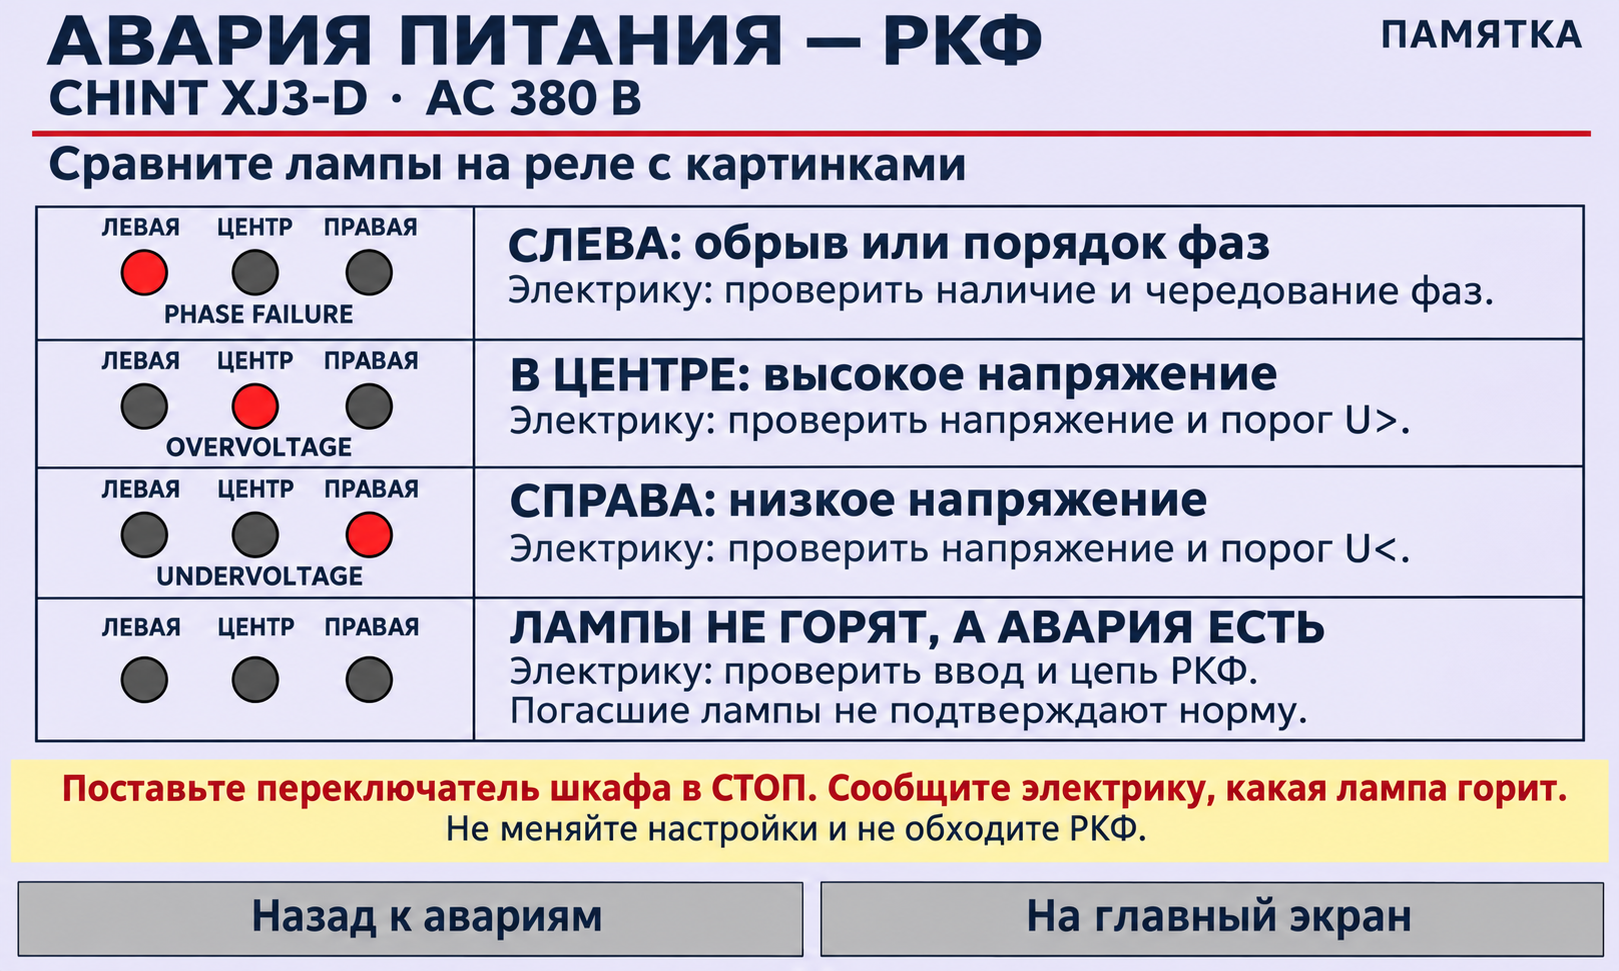 АВАРИЯ ПИТАНИЯ — РКФ
ПАМЯТКА
CHINT XJ3-D · AC 380 В
Сравните лампы на реле с картинками
ЛЕВАЯ ЦЕНТР ПРАВАЯ
PHASE FAILURE
СЛЕВА: обрыв или порядок фаз
Электрику: проверить наличие и чередование фаз.
ЛЕВАЯ ЦЕНТР ПРАВАЯ
OVERVOLTAGE
В ЦЕНТРЕ: высокое напряжение
Электрику: проверить напряжение и порог U>.
ЛЕВАЯ ЦЕНТР ПРАВАЯ
UNDERVOLTAGE
СПРАВА: низкое напряжение
Электрику: проверить напряжение и порог U<.
ЛЕВАЯ ЦЕНТР ПРАВАЯ
ЛАМПЫ НЕ ГОРЯТ, А АВАРИЯ ЕСТЬ
Электрику: проверить ввод и цепь РКФ.
Погасшие лампы не подтверждают норму.
Поставьте переключатель шкафа в СТОП. Сообщите электрику, какая лампа горит.
Не меняйте настройки и не обходите РКФ.
Назад к авариям
На главный экран